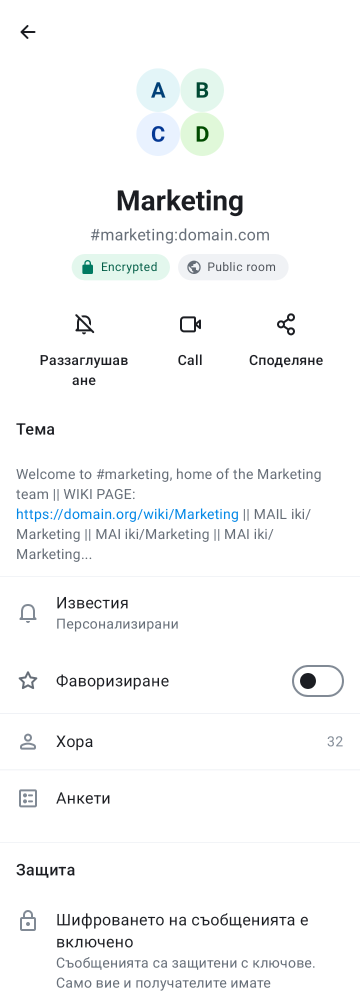 A B
C D
Marketing
#marketing:domain.com
Encrypted Public room
Раззаглушав
ане
Call
Споделяне
Тема
Welcome to #marketing, home of the Marketing
team || WIKI PAGE:
https://domain.org/wiki/Marketing || MAIL iki/
Marketing || MAI iki/Marketing || MAI iki/
Marketing...
Известия
Персонализирани
Фаворизиране
Хора 32
Анкети
Защита
Шифроването на съобщенията е
включено
Съобщенията са защитени с ключове.
Само вие и получателите имате